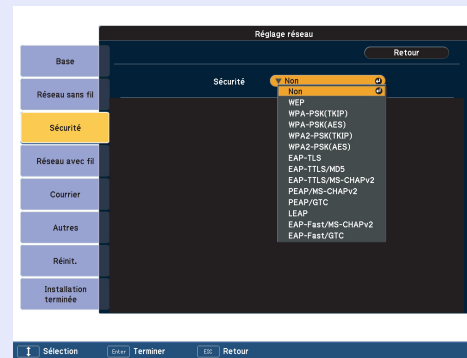 Réglage réseau
Retour
Base
Réseau sans fil
Sécurité
Réseau avec fil
Courrier
Autres
Réinit.
Installation
terminée
Sécurité
Non
Non
WEP
WPA-PSK(TKIP)
WPA-PSK(AES)
WPA2-PSK(TKIP)
WPA2-PSK(AES)
EAP-TLS
EAP-TTLS/MD5
EAP-TTLS/MS-CHAPv2
PEAP/MS-CHAPv2
PEAP/GTC
LEAP
EAP-Fast/MS-CHAPv2
EAP-Fast/GTC
Sélection Enter Terminer ESC Retour